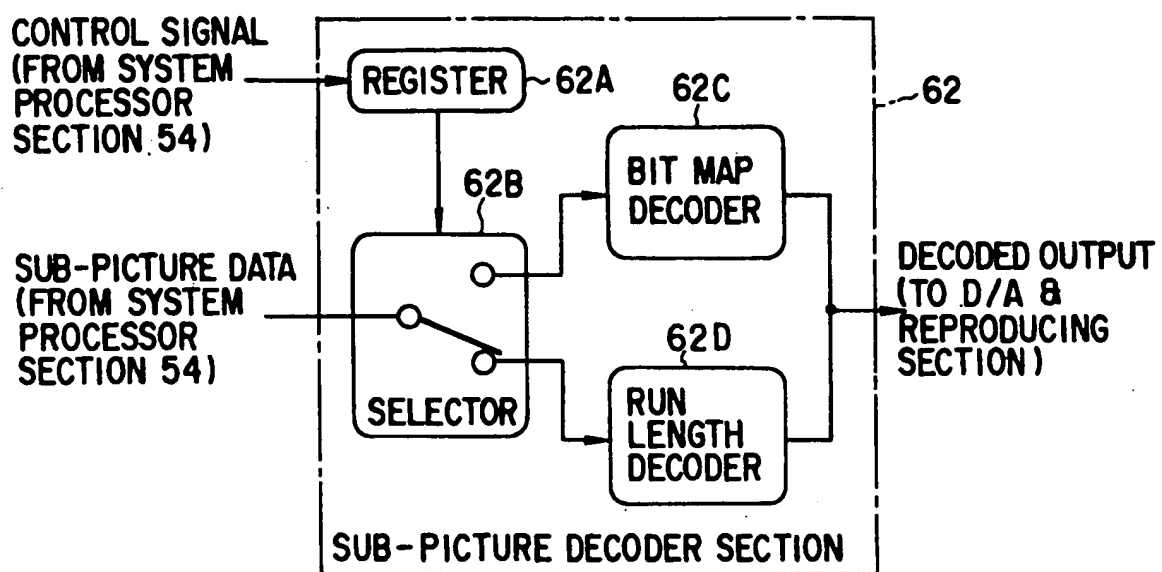 CONTROL SIGNAL
(FROM SYSTEM
PROCESSOR
SECTION 54)
REGISTER
62A
62C
62
62B
BIT MAP
DECODER
SUB-PICTURE DATA
(FROM SYSTEM
PROCESSOR
SECTION 54)
DECODED OUTPUT
(TO D/A &
REPRODUCING
SECTION)
62D
SELECTOR
RUN
LENGTH
DECODER
SUB-PICTURE DECODER SECTION